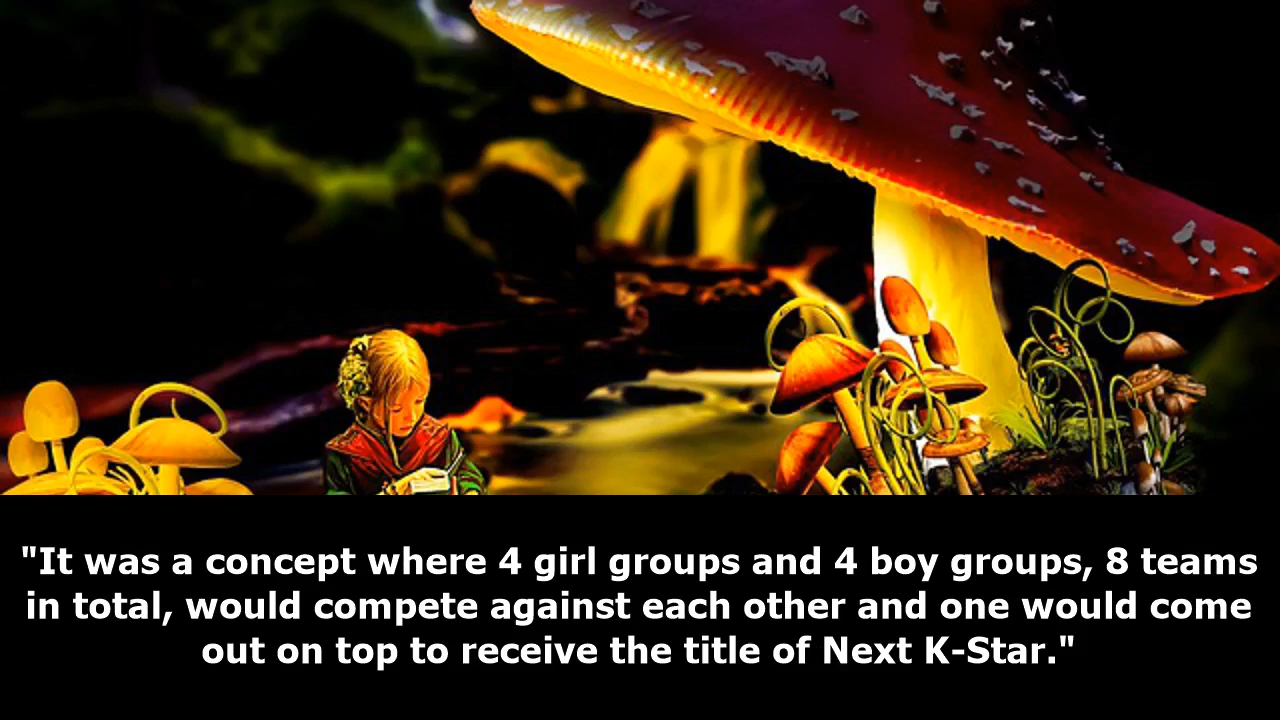 "It was a concept where 4 girl groups and 4 boy groups, 8 teams
in total, would compete against each other and one would come
out on top to receive the title of Next K-Star."